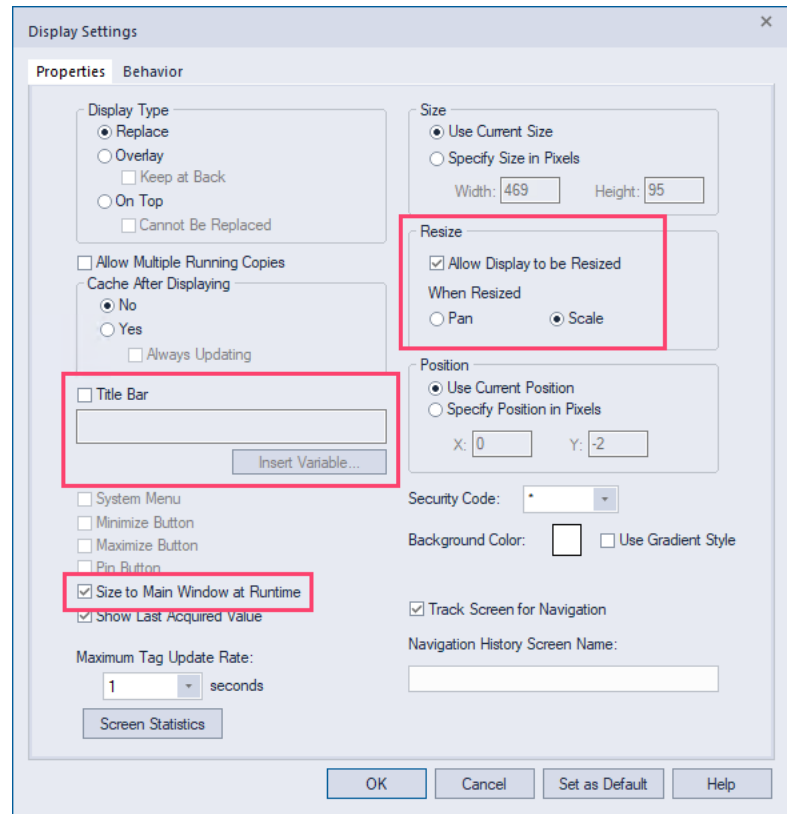 Display Settings
Properties Behavior
Display Type
Replace
Overlay
Keep at Back
On Top
Cannot Be Replaced
Allow Multiple Running Copies
Cache After Displaying
No
Yes
Always Updating
Title Bar
Insert Variable...
System Menu
Minimize Button
Maximize Button
Pin Button
Size to Main Window at Runtime
Show Last Acquired Value
Maximum Tag Update Rate:
1 seconds
Screen Statistics
Size
Use Current Size
Specify Size in Pixels
Width: 469 Height: 95
Resize
Allow Display to be Resized
When Resized
Pan Scale
Position
Use Current Position
Specify Position in Pixels
X: 0 Y: -2
Security Code: *
Background Color: Use Gradient Style
Track Screen for Navigation
Navigation History Screen Name:
OK Cancel Set as Default Help